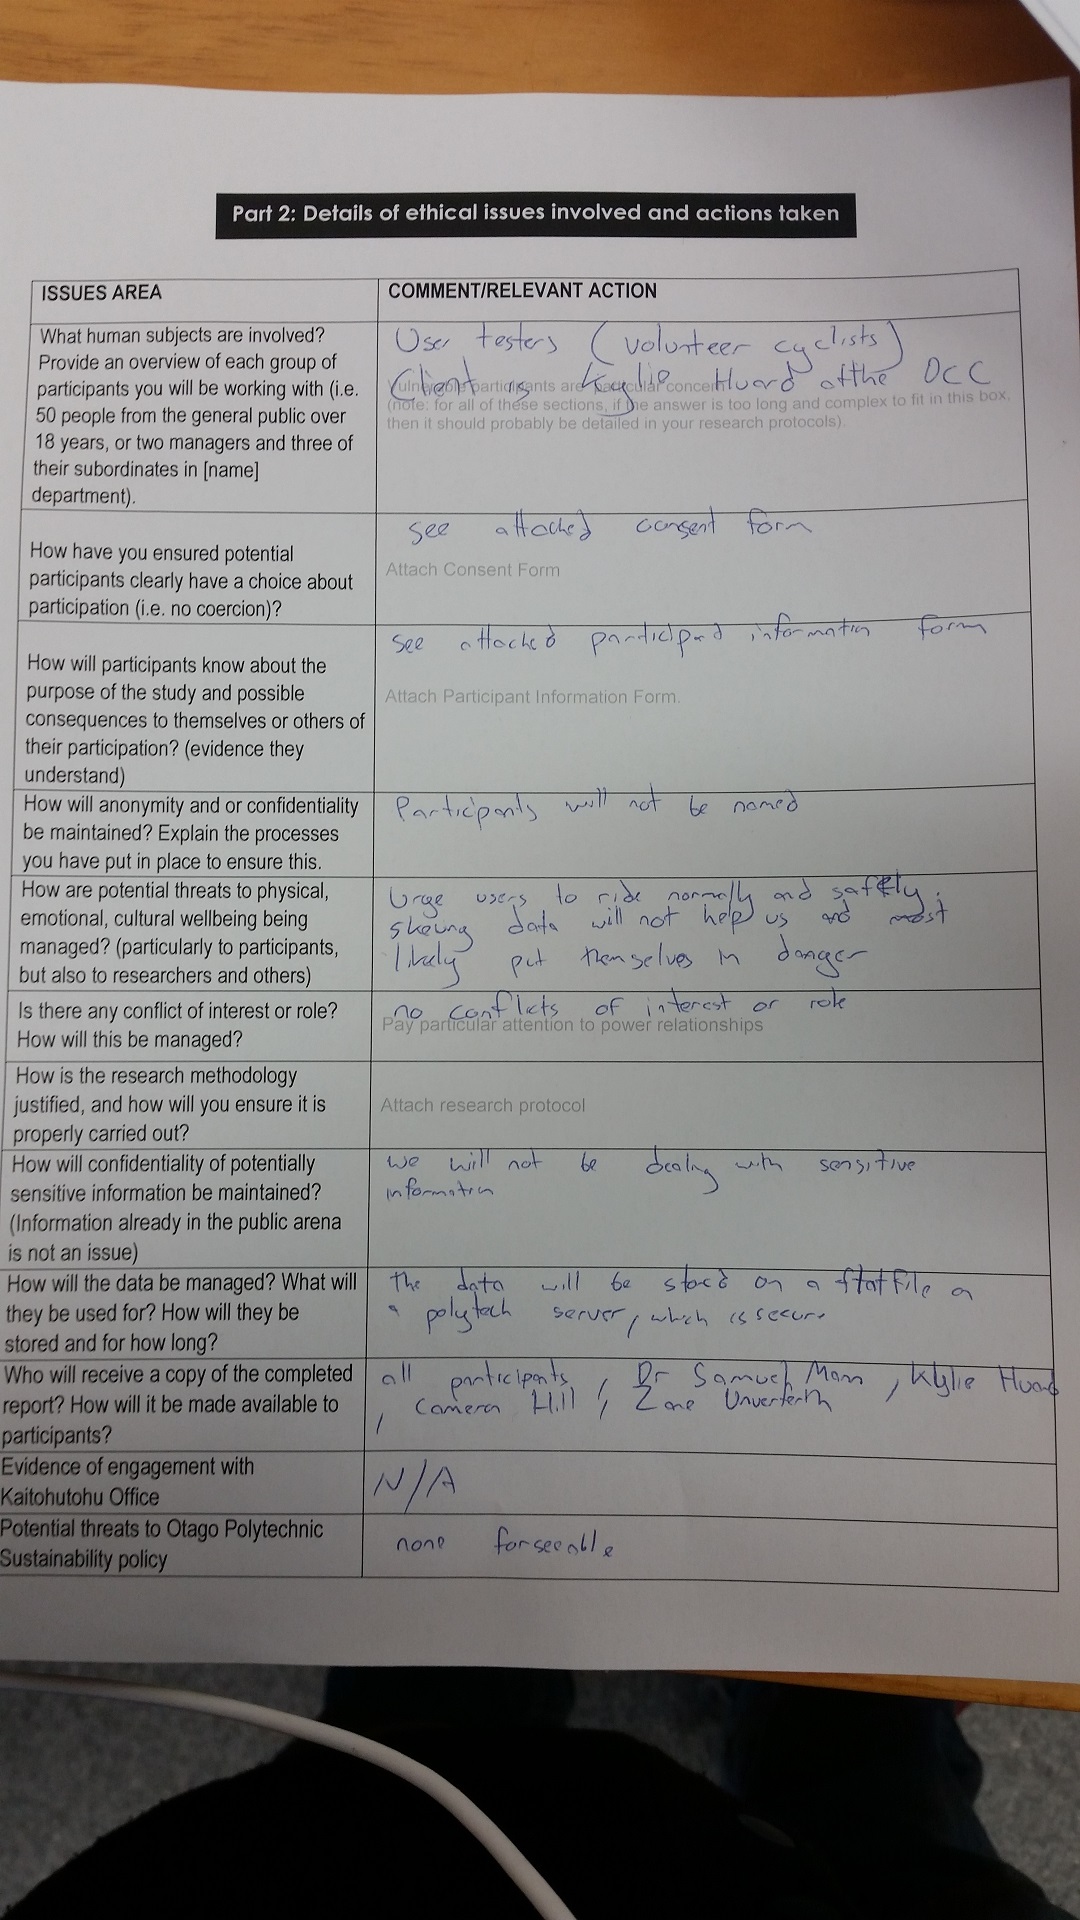 Part 2: Details of ethical issues involved and actions taken
ISSUES AREA
COMMENT/RELEVANT ACTION
What human subjects are involved?
Provide an overview of each group of
participants you will be working with (i.e.
50 people from the general public over
18 years, or two managers and three of
their subordinates in [name]
department).
User testers (volunteer cyclists)
Client Kylie Huard of the DCC
participants are particular concern
(note: for all of these sections, if the answer is too long and complex to fit in this box,
then it should probably be detailed in your research protocols).
How have you ensured potential
participants clearly have a choice about
participation (i.e. no coercion)?
see attached consent form
Attach Consent Form
How will participants know about the
purpose of the study and possible
consequences to themselves or others of
their participation? (evidence they
understand)
see attached participant information form
Attach Participant Information Form.
How will anonymity and or confidentiality
be maintained? Explain the processes
you have put in place to ensure this.
Participants will not be named
How are potential threats to physical,
emotional, cultural wellbeing being
managed? (particularly to participants,
but also to researchers and others)
Urge users to ride normally and safely;
skewing data will not help us and most
likely put themselves in danger
Is there any conflict of interest or role?
How will this be managed?
no conflicts of interest or role
Pay particular attention to power relationships
How is the research methodology
justified, and how will you ensure it is
properly carried out?
Attach research protocol
How will confidentiality of potentially
sensitive information be maintained?
(Information already in the public arena
is not an issue)
we will not be dealing with sensitive
information
How will the data be managed? What will
they be used for? How will they be
stored and for how long?
the data will be stored on a flat file a
a polytech server, which is secure
Who will receive a copy of the completed
report? How will it be made available to
participants?
all participants, Dr Samuel Mann, Kylie Huard
, Cameron Hill, Zane
Evidence of engagement with
Kaitohutohu Office
N/A
Potential threats to Otago Polytechnic
Sustainability policy
none forseeable